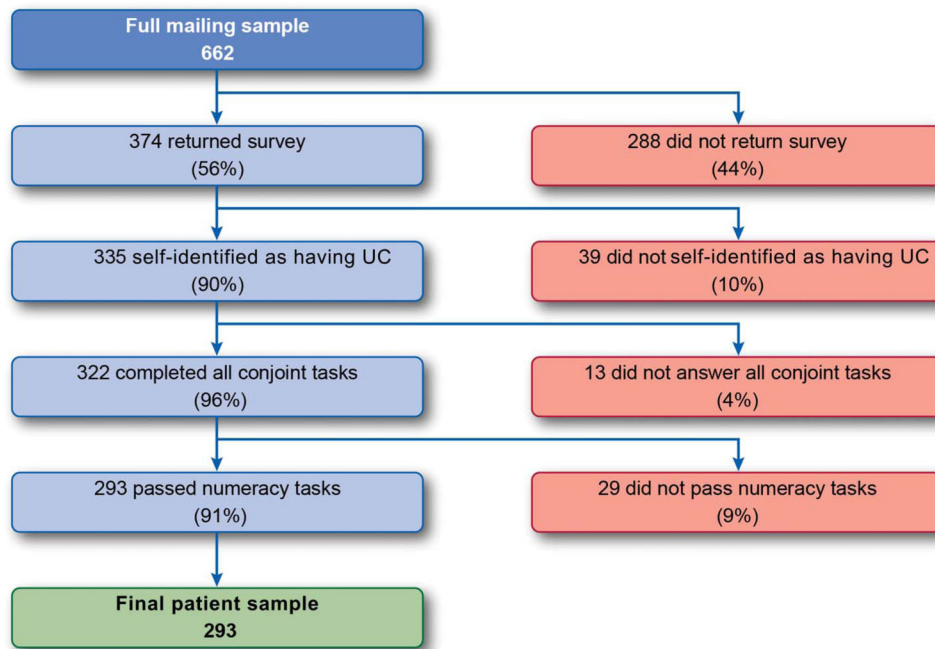 Full mailing sample
662
374 returned survey
(56%)
288 did not return survey
(44%)
335 self-identified as having UC
(90%)
39 did not self-identified as having UC
(10%)
322 completed all conjoint tasks
(96%)
13 did not answer all conjoint tasks
(4%)
293 passed numeracy tasks
(91%)
29 did not pass numeracy tasks
(9%)
Final patient sample
293